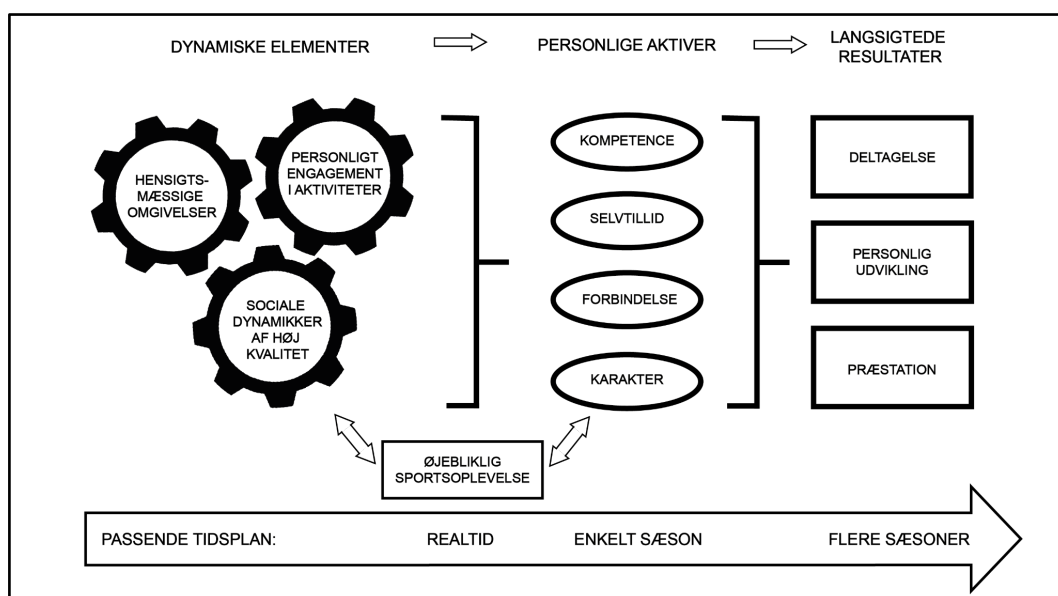 DYNAMISKE ELEMENTER
PERSONLIGE AKTIVER
LANGSIGTEDE
RESULTATER
HENSIGTS-
MÆSSIGE
OMGIVELSER
PERSONLIGT
ENGAGEMENT
I AKTIVITETER
SOCIALE
DYNAMIKKER
AF HØJ
KVALITET
KOMPETENCE
SELVTILLID
FORBINDELSE
KARAKTER
DELTAGELSE
PERSONLIG
UDVIKLING
PRÆSTATION
ØJEBLIKLIG
SPORTSOPLEVELSE
PASSENDE TIDSPLAN: REALTID ENKELT SÆSON FLERE SÆSONER